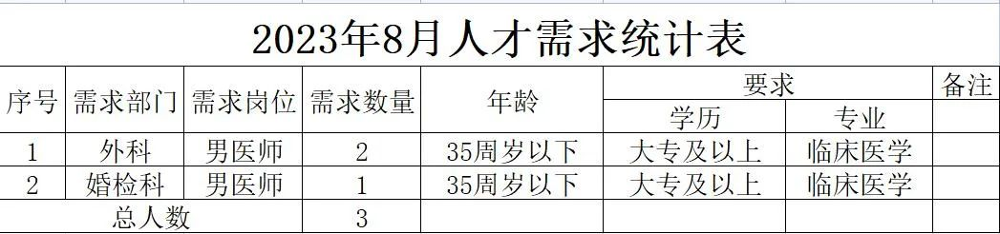 2023年8月人才需求统计表
序号 需求部门 需求岗位 需求数量 年龄 要求 备注
学历 专业
1 外科 男医师 2 35周岁以下 大专及以上 临床医学
2 婚检科 男医师 1 35周岁以下 大专及以上 临床医学
总人数 3